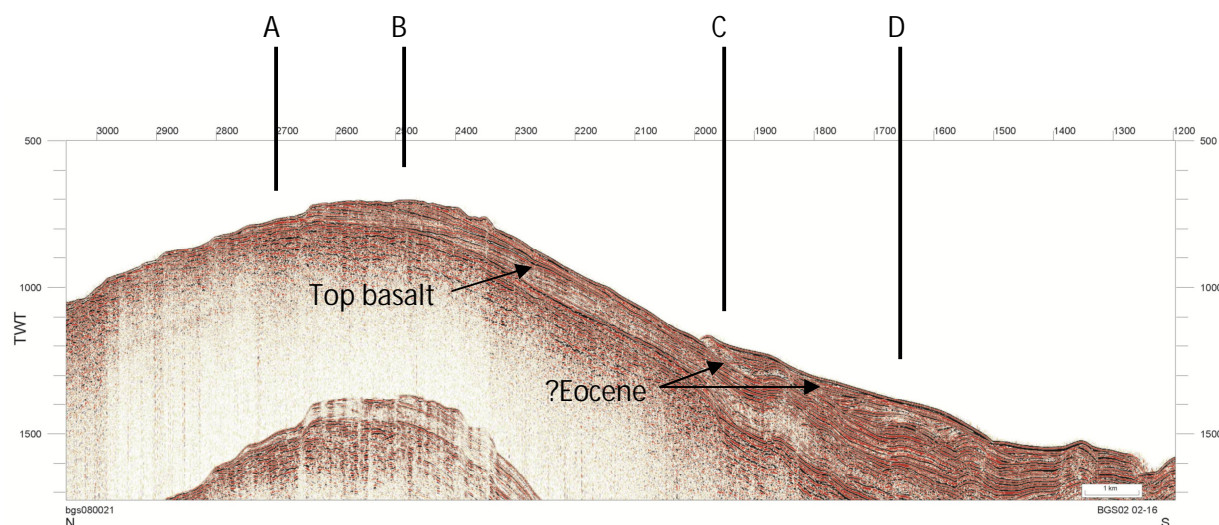 A B C D
3000 2900 2800 2700 2600 2500 2400 2300 2200 2100 2000 1900 1800 1700 1600 1500 1400 1300 1200
500 500
Top basalt
1000 1000
TWT
?Eocene
1500 1500
1 km
bgs080021 BGS02 02-16
N S